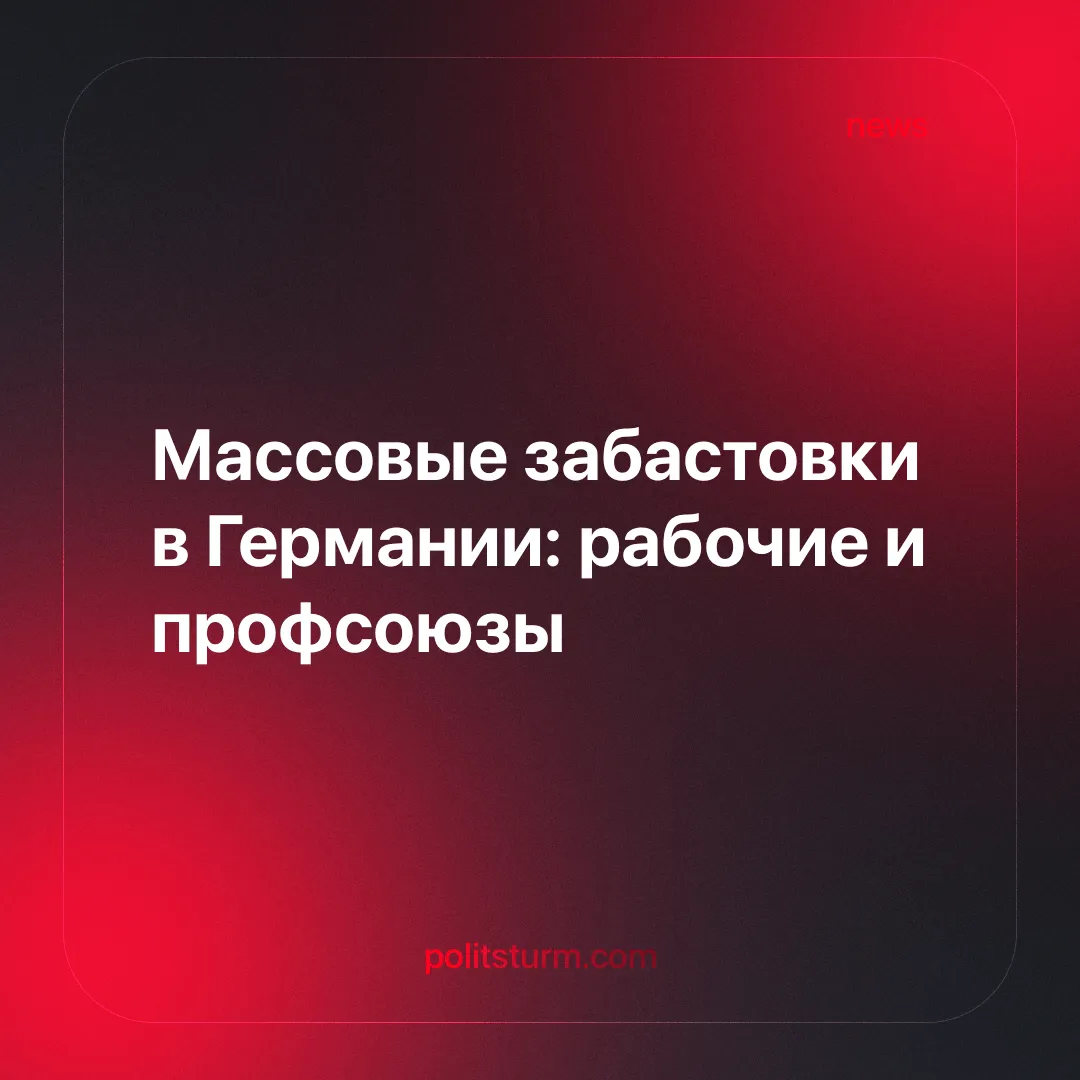 news
Массовые забастовки
в Германии: рабочие и
профсоюзы
politsturm.com